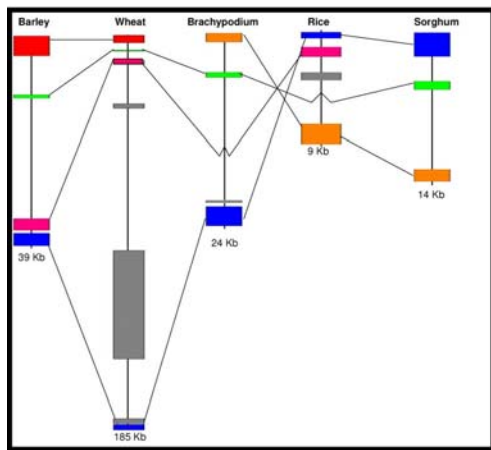 Barley Wheat Brachypodium Rice Sorghum
9 Kb
14 Kb
24 Kb
39 Kb
185 Kb